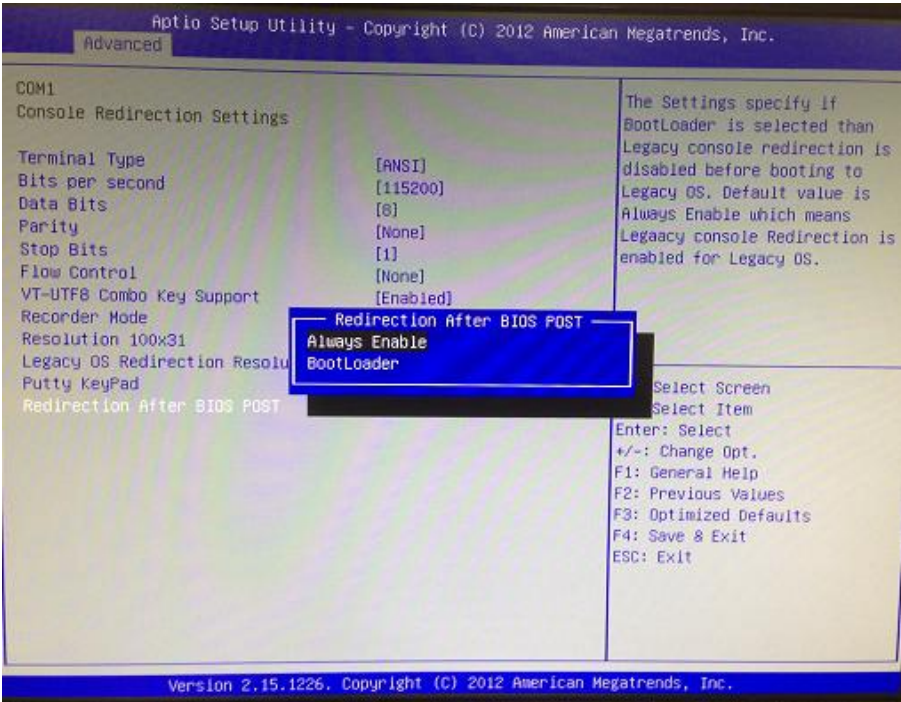 Aptio Setup Utility - Copyright (C) 2012 American Megatrends, Inc.
Advanced
COM1
Console Redirection Settings
Terminal Type [ANSI]
Bits per second [115200]
Data Bits [8]
Parity [None]
Stop Bits [1]
Flow Control [None]
VT-UTF8 Combo Key Support [Enabled]
Recorder Mode
Resolution 100x31
Legacy OS Redirection Resolu
Putty KeyPad
Redirection After BIOS POST
Redirection After BIOS POST
Always Enable
BootLoader
The Settings specify if
BootLoader is selected than
Legacy console redirection is
disabled before booting to
Legacy OS. Default value is
Always Enable which means
Legaacy console Redirection is
enabled for Legacy OS.
Select Screen
Select Item
Enter: Select
+/-: Change Opt.
F1: General Help
F2: Previous Values
F3: Optimized Defaults
F4: Save & Exit
ESC: Exit
Version 2.15.1226. Copyright (C) 2012 American Megatrends, Inc.